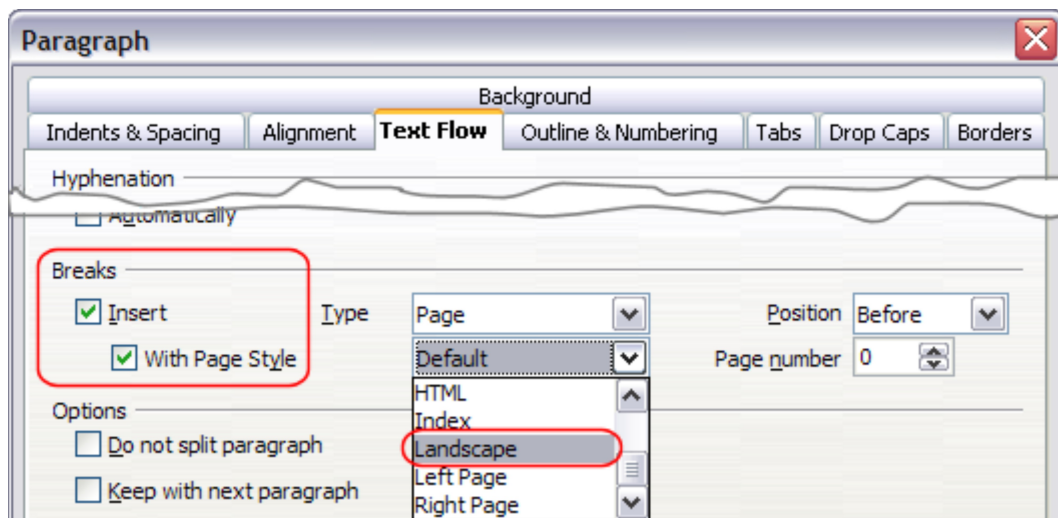 Paragraph
Background
Indents & Spacing Alignment Text Flow Outline & Numbering Tabs Drop Caps Borders
Hyphenation
Automatically
Breaks
Insert Type Page Position Before
With Page Style Default Page number 0
HTML
Index
Options
Landscape
Do not split paragraph
Left Page
Keep with next paragraph
Right Page